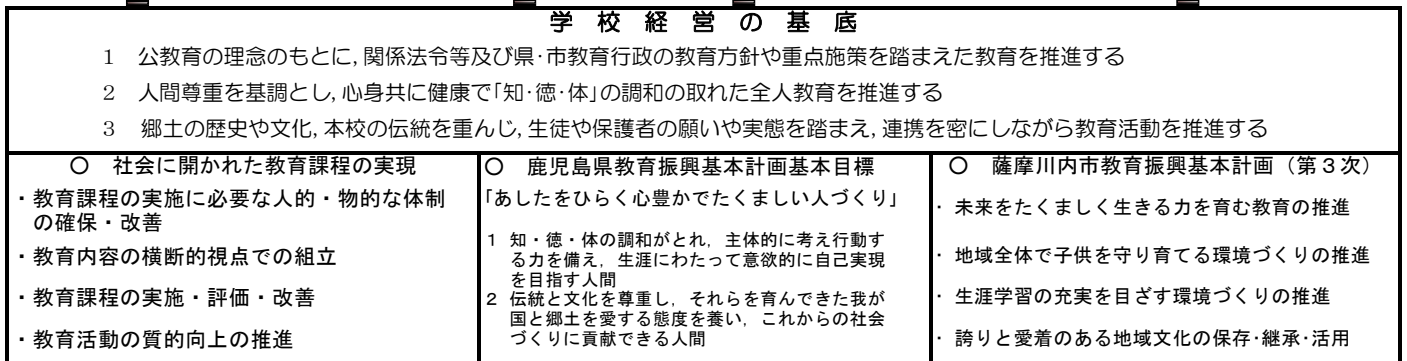 学校経営の基底
1 公教育の理念のもとに,関係法令等及び県・市教育行政の教育方針や重点施策を踏まえた教育を推進する
2 人間尊重を基調とし,心身共に健康で「知・徳・体」の調和の取れた全人教育を推進する
3 郷土の歴史や文化,本校の伝統を重んじ,生徒や保護者の願いや実態を踏まえ,連携を密にしながら教育活動を推進する
○ 社会に開かれた教育課程の実現
・教育課程の実施に必要な人的・物的な体制
の確保・改善
・教育内容の横断的視点での組立
・教育課程の実施・評価・改善
・教育活動の質的向上の推進
○ 鹿児島県教育振興基本計画基本目標
「あしたをひらく心豊かでたくましい人づくり」
1 知・徳・体の調和がとれ,主体的に考え行動す
る力を備え,生涯にわたって意欲的に自己実現
を目指す人間
2 伝統と文化を尊重し,それらを育んできた我が
国と郷土を愛する態度を養い,これからの社会
づくりに貢献できる人間
○ 薩摩川内市教育振興基本計画(第3次)
・ 未来をたくましく生きる力を育む教育の推進
・ 地域全体で子供を守り育てる環境づくりの推進
・ 生涯学習の充実を目ざす環境づくりの推進
・ 誇りと愛着のある地域文化の保存・継承・活用